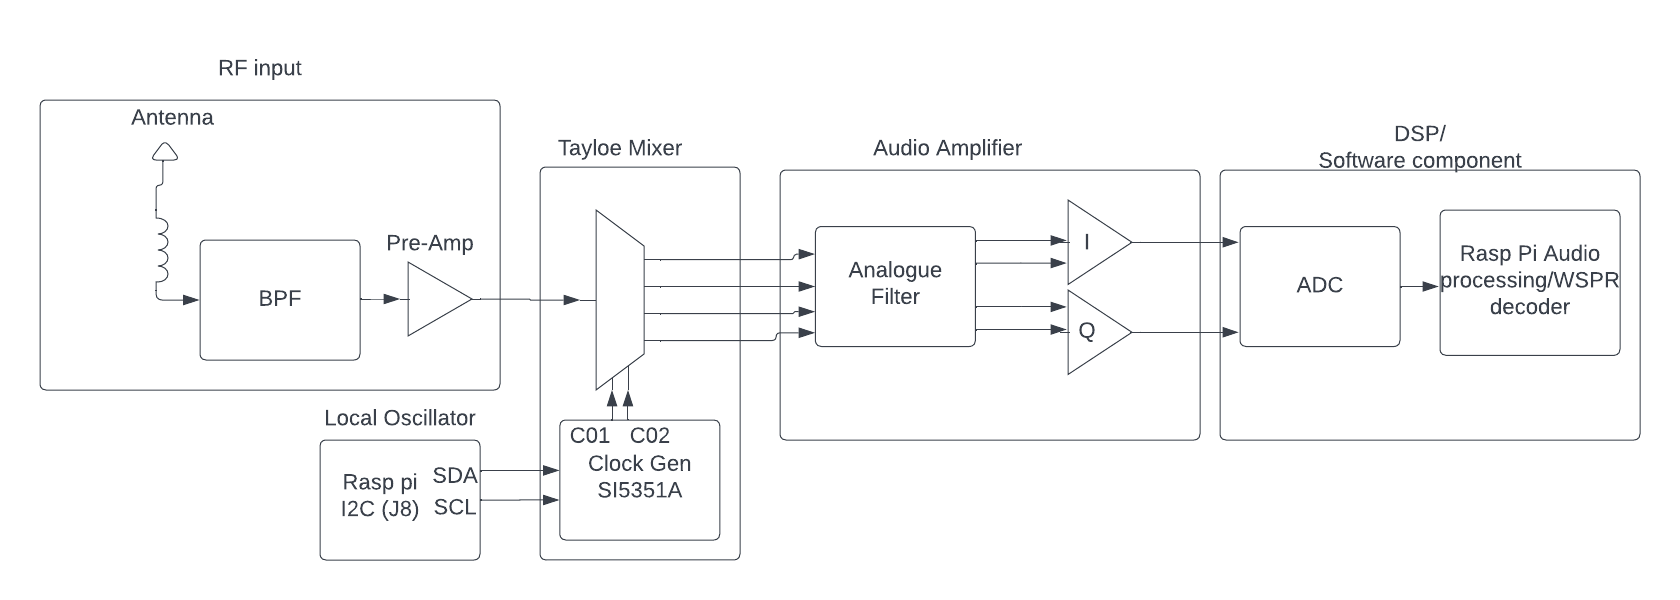 RF input
Antenna
Pre-Amp
BPF
Local Oscillator
Rasp pi
I2C (J8)
SDA
SCL
Tayloe Mixer
C01 C02
Clock Gen
SI5351A
Audio Amplifier
Analogue
Filter
I
Q
DSP/
Software component
ADC
Rasp Pi Audio
processing/WSPR
decoder